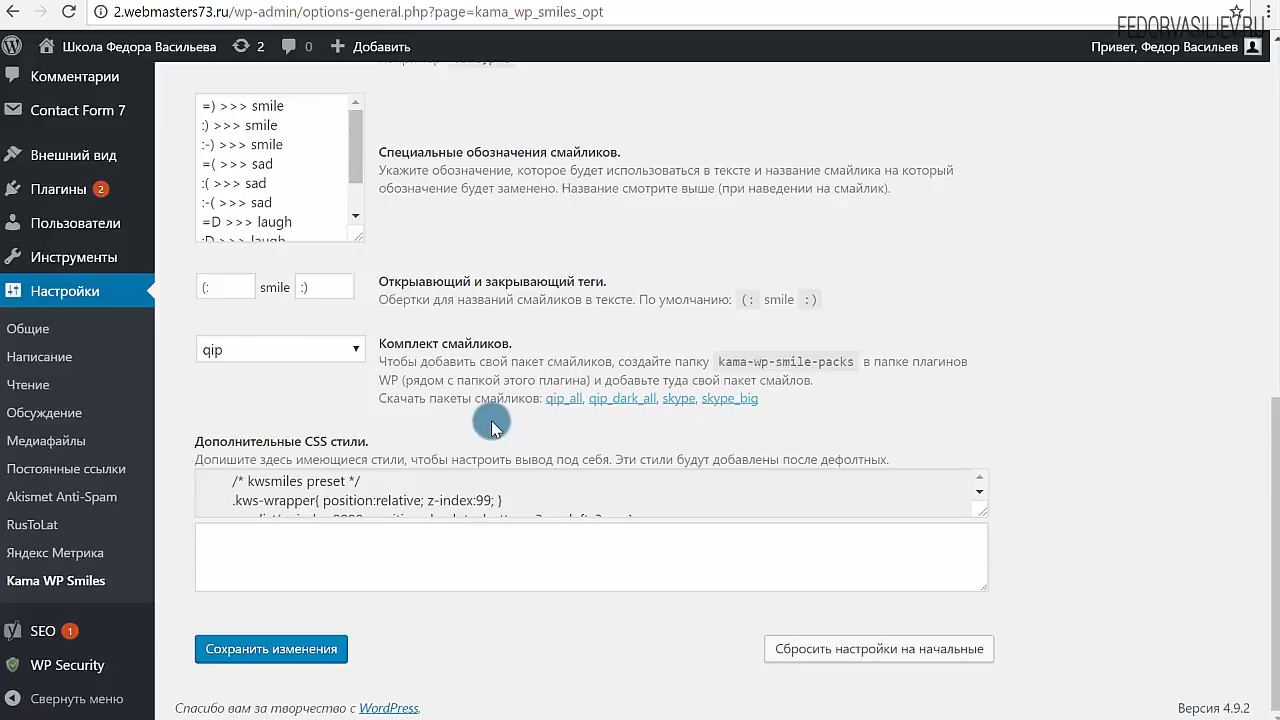 2.webmasters73.ru/wp-admin/options-general.php?page=kama_wp_smiles_opt
FEDORVASILIEV.RU
Школа Федора Васильева 2 0 Добавить Привет, Федор Васильев
Комментарии
Contact Form 7
Внешний вид
Плагины 2
Пользователи
Инструменты
Настройки
Общие
Написание
Чтение
Обсуждение
Медиафайлы
Постоянные ссылки
Akismet Anti-Spam
RusToLat
Яндекс Метрика
Kama WP Smiles
SEO 1
WP Security
Свернуть меню
=) >>> smile
:) >>> smile
:-) >>> smile
=( >>> sad
:( >>> sad
:-( >>> sad
=D >>> laugh
:D >>> laugh
Специальные обозначения смайликов.
Укажите обозначение, которое будет использоваться в тексте и название смайлика на который
обозначение будет заменено. Название смотрите выше (при наведении на смайлик).
(: smile :)
Открыавющий и закрывающий теги.
Обертки для названий смайликов в тексте. По умолчанию: (: smile :)
qip
Комплект смайликов.
Чтобы добавить свой пакет смайликов, создайте папку kama-wp-smile-packs в папке плагинов
WP (рядом с папкой этого плагина) и добавьте туда свой пакет смайлов.
Скачать пакеты смайликов: qip_all, qip_dark_all, skype, skype_big
Дополнительные CSS стили.
Допишите здесь имеющиеся стили, чтобы настроить вывод под себя. Эти стили будут добавлены после дефолтных.
/* kwsmiles preset */
.kws-wrapper{ position:relative; z-index:99; }
Сохранить изменения
Сбросить настройки на начальные
Спасибо вам за творчество с WordPress.
Версия 4.9.2